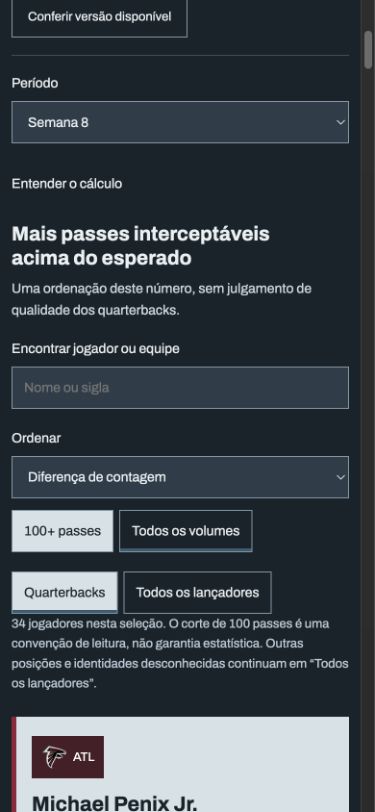 Conferir versão disponível
Período
Semana 8
Entender o cálculo
Mais passes interceptáveis
acima do esperado
Uma ordenação deste número, sem julgamento de
qualidade dos quarterbacks.
Encontrar jogador ou equipe
Nome ou sigla
Ordenar
Diferença de contagem
100+ passes
Todos os volumes
Quarterbacks
Todos os lançadores
34 jogadores nesta seleção. O corte de 100 passes é uma
convenção de leitura, não garantia estatística. Outras
posições e identidades desconhecidas continuam em “Todos
os lançadores”.
ATL
Michael Penix Jr.